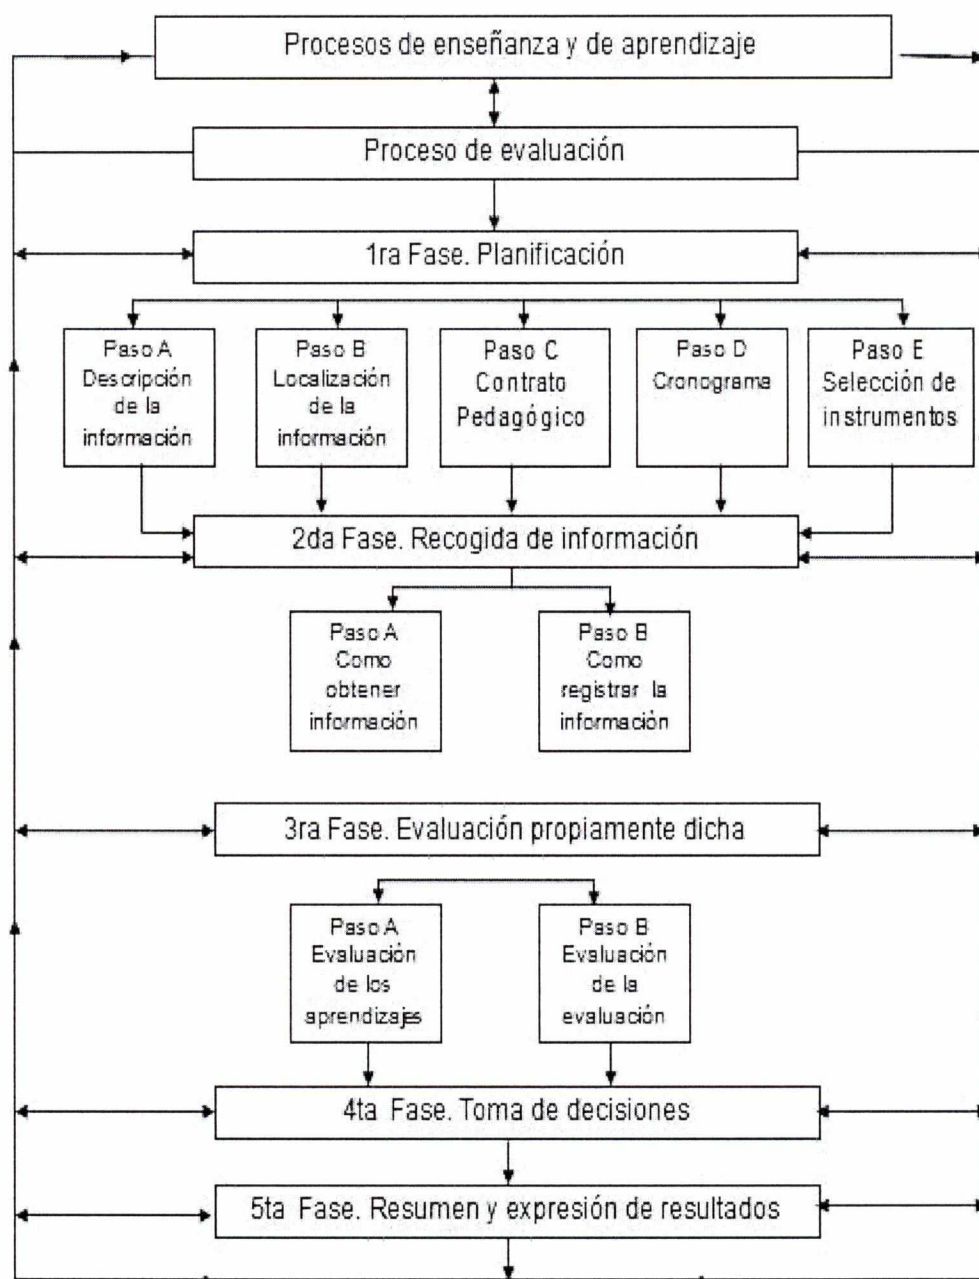 Procesos de enseñanza y de aprendizaje
Proceso de evaluación
1ra Fase. Planificación
Paso A
Descripción
de la
información
Paso B
Localización
de la
información
Paso C
Contrato
Pedagógico
Paso D
Cronograma
Paso E
Selección de
instrumentos
2da Fase. Recogida de información
Paso A
Como
obtener
información
Paso B
Como
registrar la
información
3ra Fase. Evaluación propiamente dicha
Paso A
Evaluación
de los
aprendizajes
Paso B
Evaluación
de la
evaluación
4ta Fase. Toma de decisiones
5ta Fase. Resumen y expresión de resultados